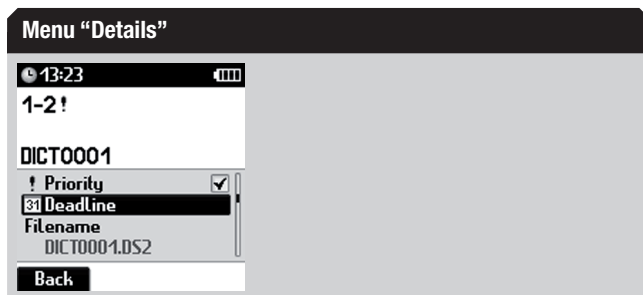 Menu “Details”
13:23
1-2!
DICT0001
! Priority
31 Deadline
Filename
DICT0001.DS2
Back